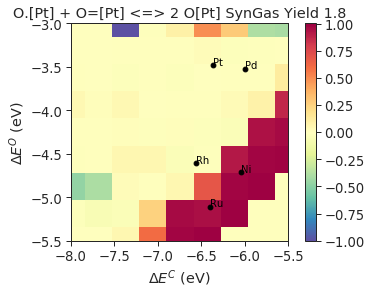 O.[Pt] + O=[Pt] <=> 2 O[Pt] SynGas Yield 1.8
−3.0
−3.5
−4.0
−4.5
−5.0
−5.5
ΔE^O (eV)
Pt
Pd
Rh
Ni
Ru
−8.0 −7.5 −7.0 −6.5 −6.0 −5.5
ΔE^C (eV)
1.00
0.75
0.50
0.25
0.00
−0.25
−0.50
−0.75
−1.00